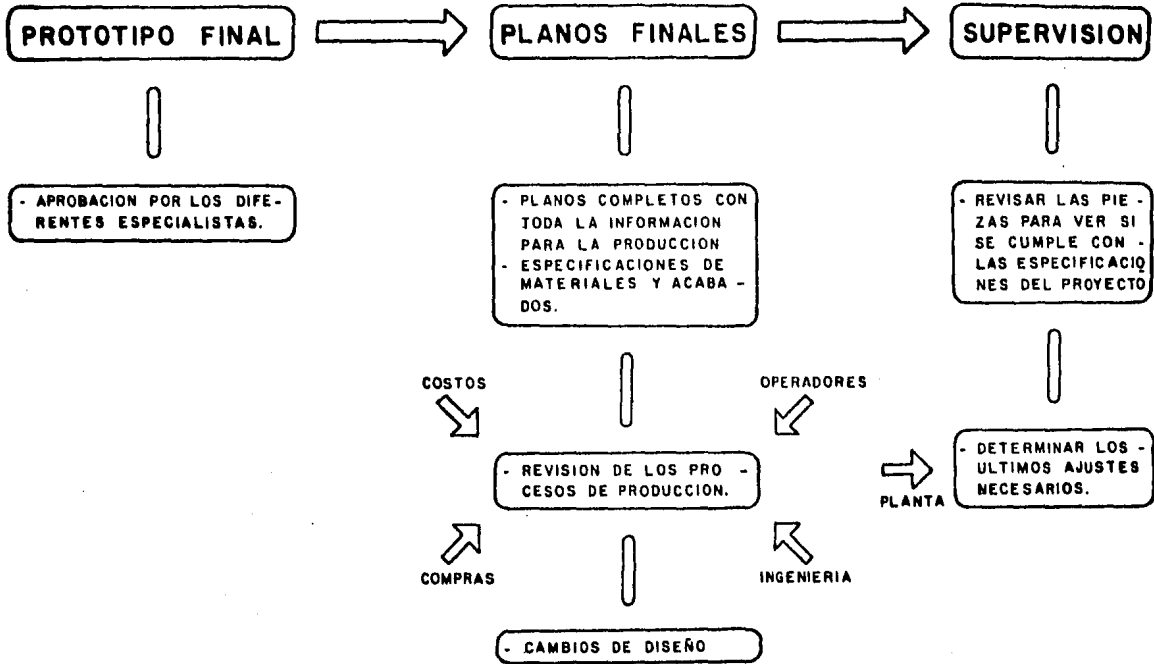 PROTOTIPO FINAL
PLANOS FINALES
SUPERVISION
- APROBACION POR LOS DIFE-
RENTES ESPECIALISTAS.
- PLANOS COMPLETOS CON
TODA LA INFORMACION
PARA LA PRODUCCION
- ESPECIFICACIONES DE
MATERIALES Y ACABA -
DOS.
- REVISAR LAS PIE -
ZAS PARA VER SI
SE CUMPLE CON -
LAS ESPECIFICACIO
NES DEL PROYECTO
COSTOS
OPERADORES
- REVISION DE LOS PRO -
CESOS DE PRODUCCION.
COMPRAS
INGENIERIA
- CAMBIOS DE DISEÑO
PLANTA
- DETERMINAR LOS -
ULTIMOS AJUSTES
NECESARIOS.